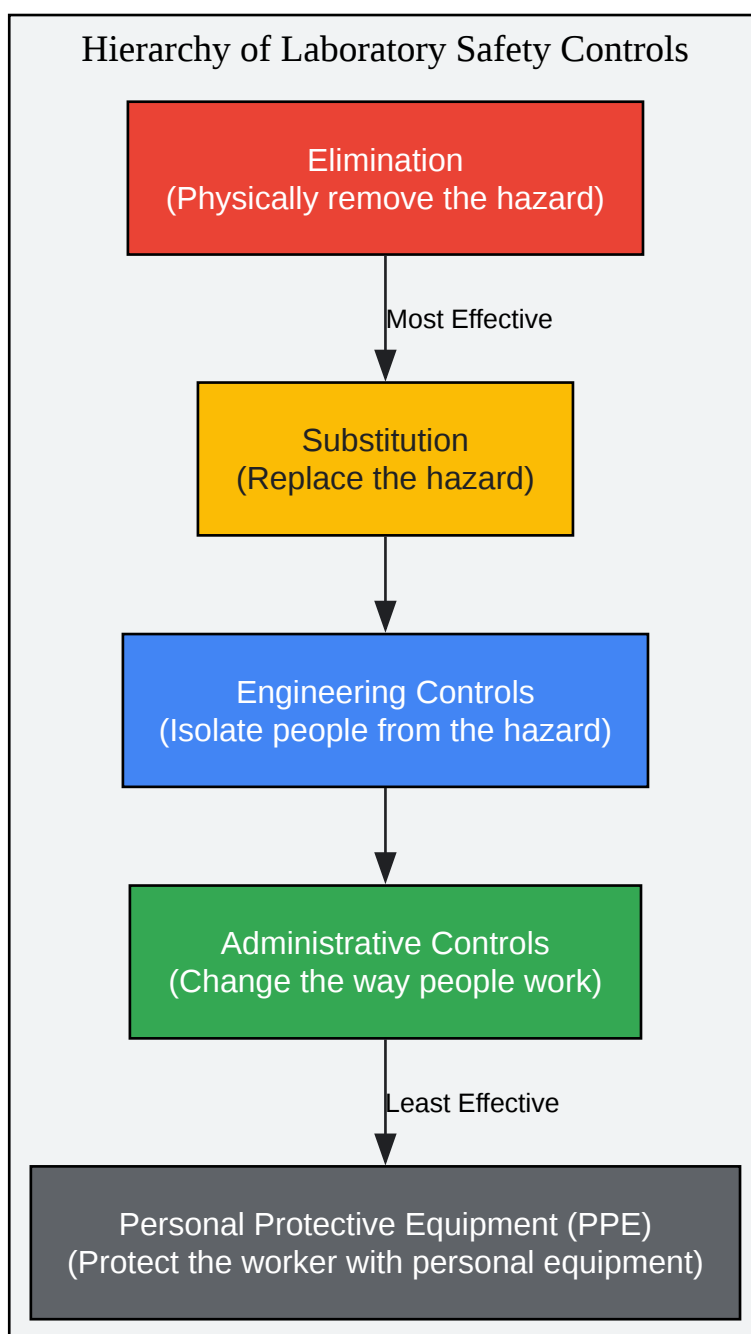 Hierarchy of Laboratory Safety Controls
Elimination
(Physically remove the hazard)
Most Effective
Substitution
(Replace the hazard)
Engineering Controls
(Isolate people from the hazard)
Administrative Controls
(Change the way people work)
Least Effective
Personal Protective Equipment (PPE)
(Protect the worker with personal equipment)